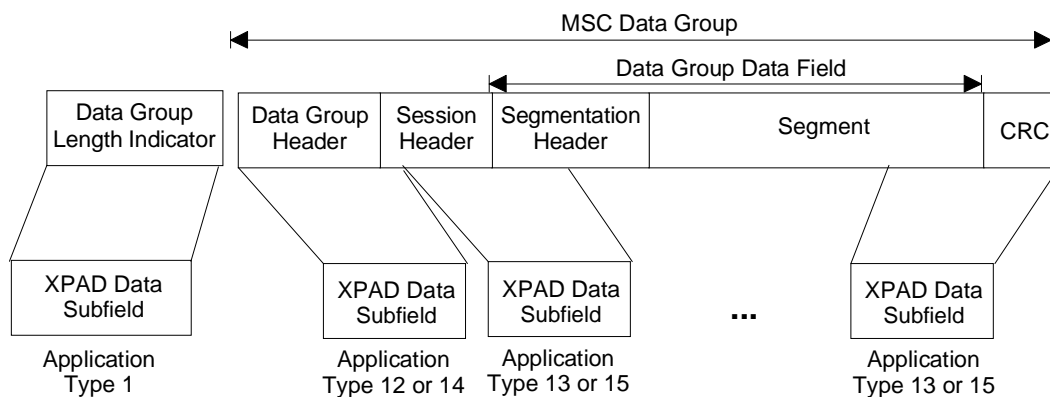 MSC Data Group
Data Group Data Field
Data Group
Length Indicator
Data Group
Header
Session
Header
Segmentation
Header
Segment
CRC
XPAD Data
Subfield
XPAD Data
Subfield
XPAD Data
Subfield
...
XPAD Data
Subfield
Application
Type 1
Application
Type 12 or 14
Application
Type 13 or 15
Application
Type 13 or 15